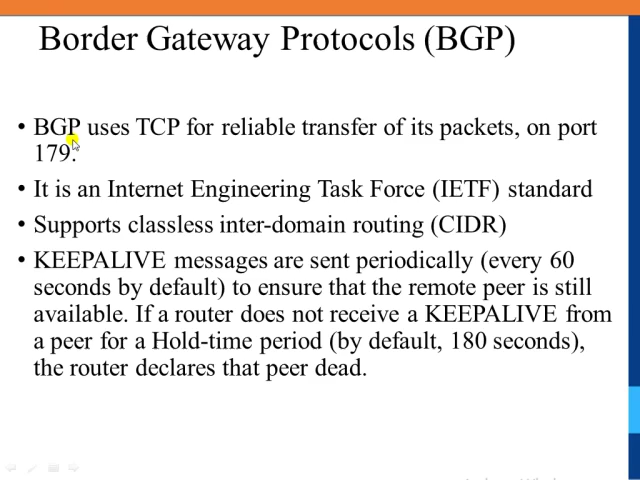 Border Gateway Protocols (BGP)
• BGP uses TCP for reliable transfer of its packets, on port
179.
• It is an Internet Engineering Task Force (IETF) standard
• Supports classless inter-domain routing (CIDR)
• KEEPALIVE messages are sent periodically (every 60
seconds by default) to ensure that the remote peer is still
available. If a router does not receive a KEEPALIVE from
a peer for a Hold-time period (by default, 180 seconds),
the router declares that peer dead.